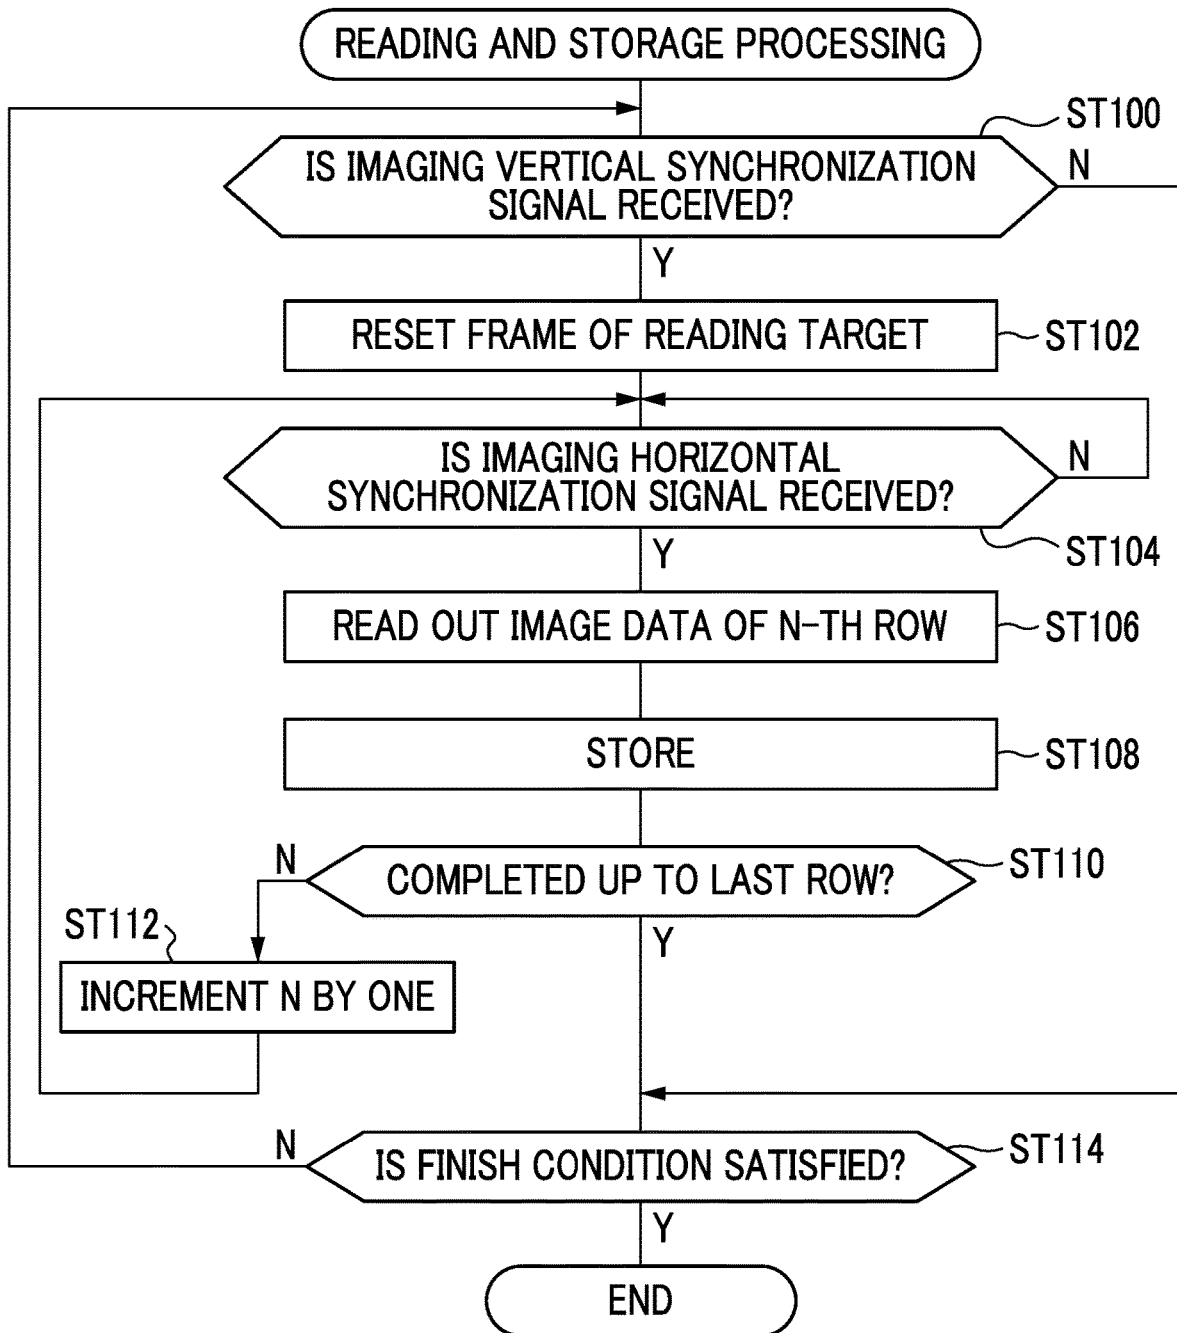 READING AND STORAGE PROCESSING
ST100
IS IMAGING VERTICAL SYNCHRONIZATION
SIGNAL RECEIVED?
N
Y
RESET FRAME OF READING TARGET
ST102
IS IMAGING HORIZONTAL
SYNCHRONIZATION SIGNAL RECEIVED?
N
ST104
Y
READ OUT IMAGE DATA OF N-TH ROW
ST106
STORE
ST108
N
COMPLETED UP TO LAST ROW?
ST110
ST112
Y
INCREMENT N BY ONE
N
IS FINISH CONDITION SATISFIED?
ST114
Y
END